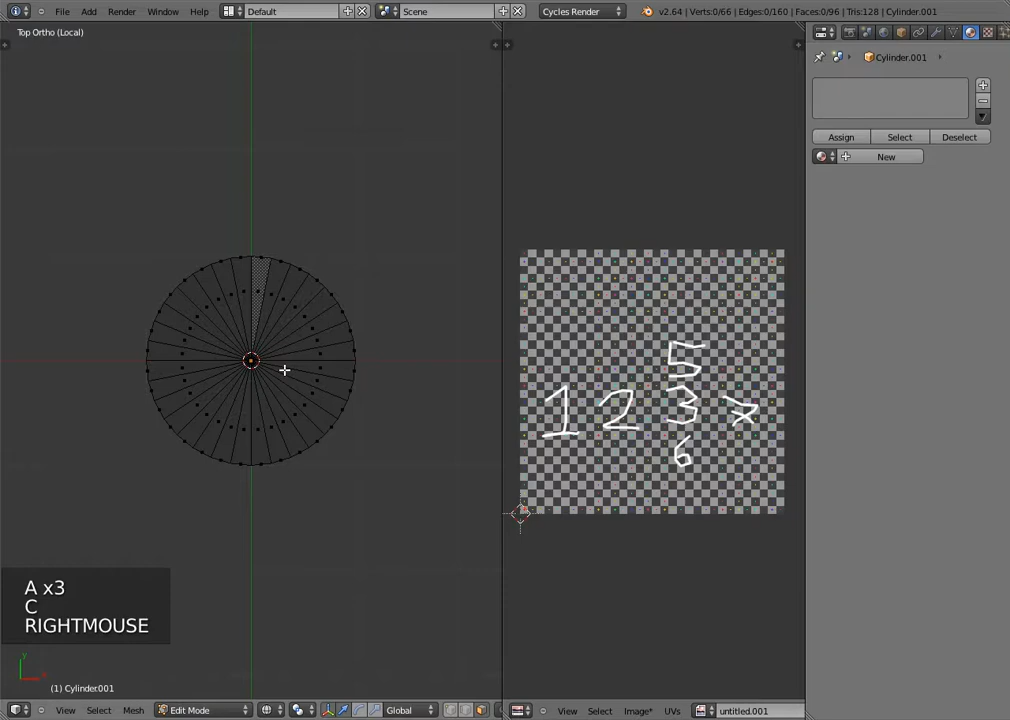 File Add Render Window Help Default Scene Cycles Render v2.64 | Verts:0/66 | Edges:0/160 | Faces:0/96 | Tris:128 | Cylinder.001
Top Ortho (Local)
Cylinder.001
Assign Select Deselect
New
5
1 2 3
6
A x3
C
RIGHTMOUSE
(1) Cylinder.001
View Select Mesh Edit Mode Global View Select Image* UVs untitled.001